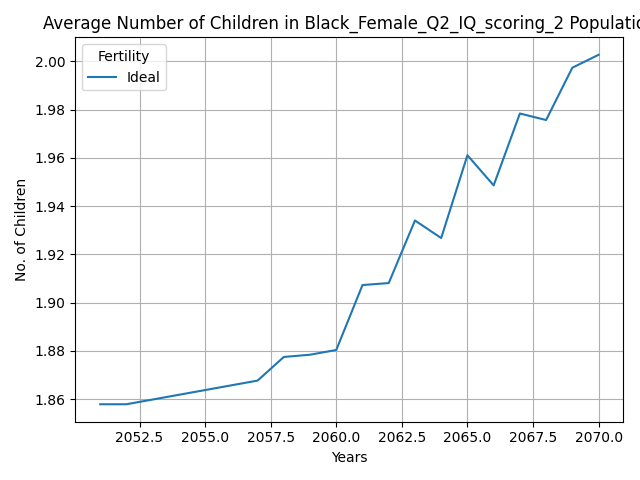 Average Number of Children in Black_Female_Q2_IQ_scoring_2 Populatio
Fertility
Ideal
No. of Children
2.00
1.98
1.96
1.94
1.92
1.90
1.88
1.86
2052.5 2055.0 2057.5 2060.0 2062.5 2065.0 2067.5 2070.0
Years